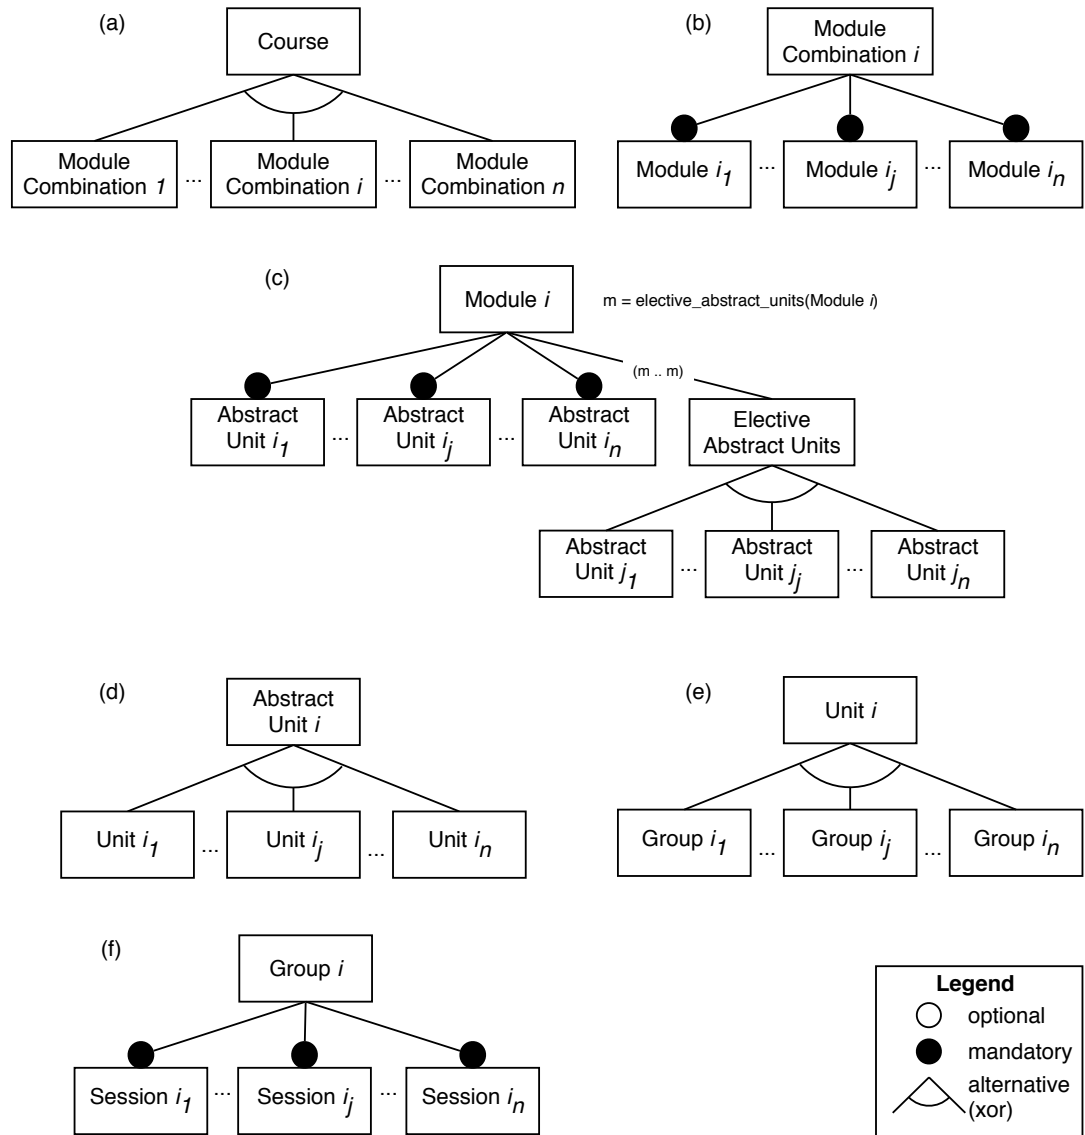 (a)
Course
Module
Combination 1
...
Module
Combination i
...
Module
Combination n
(b)
Module
Combination i
Module i1
...
Module ij
...
Module in
(c)
Module i
m = elective_abstract_units(Module i)
(m .. m)
Abstract
Unit i1
...
Abstract
Unit ij
...
Abstract
Unit in
Elective
Abstract Units
Abstract
Unit j1
...
Abstract
Unit jj
...
Abstract
Unit jn
(d)
Abstract
Unit i
Unit i1
...
Unit ij
...
Unit in
(e)
Unit i
Group i1
...
Group ij
...
Group in
(f)
Group i
Session i1
...
Session ij
...
Session in
Legend
optional
mandatory
alternative
(xor)